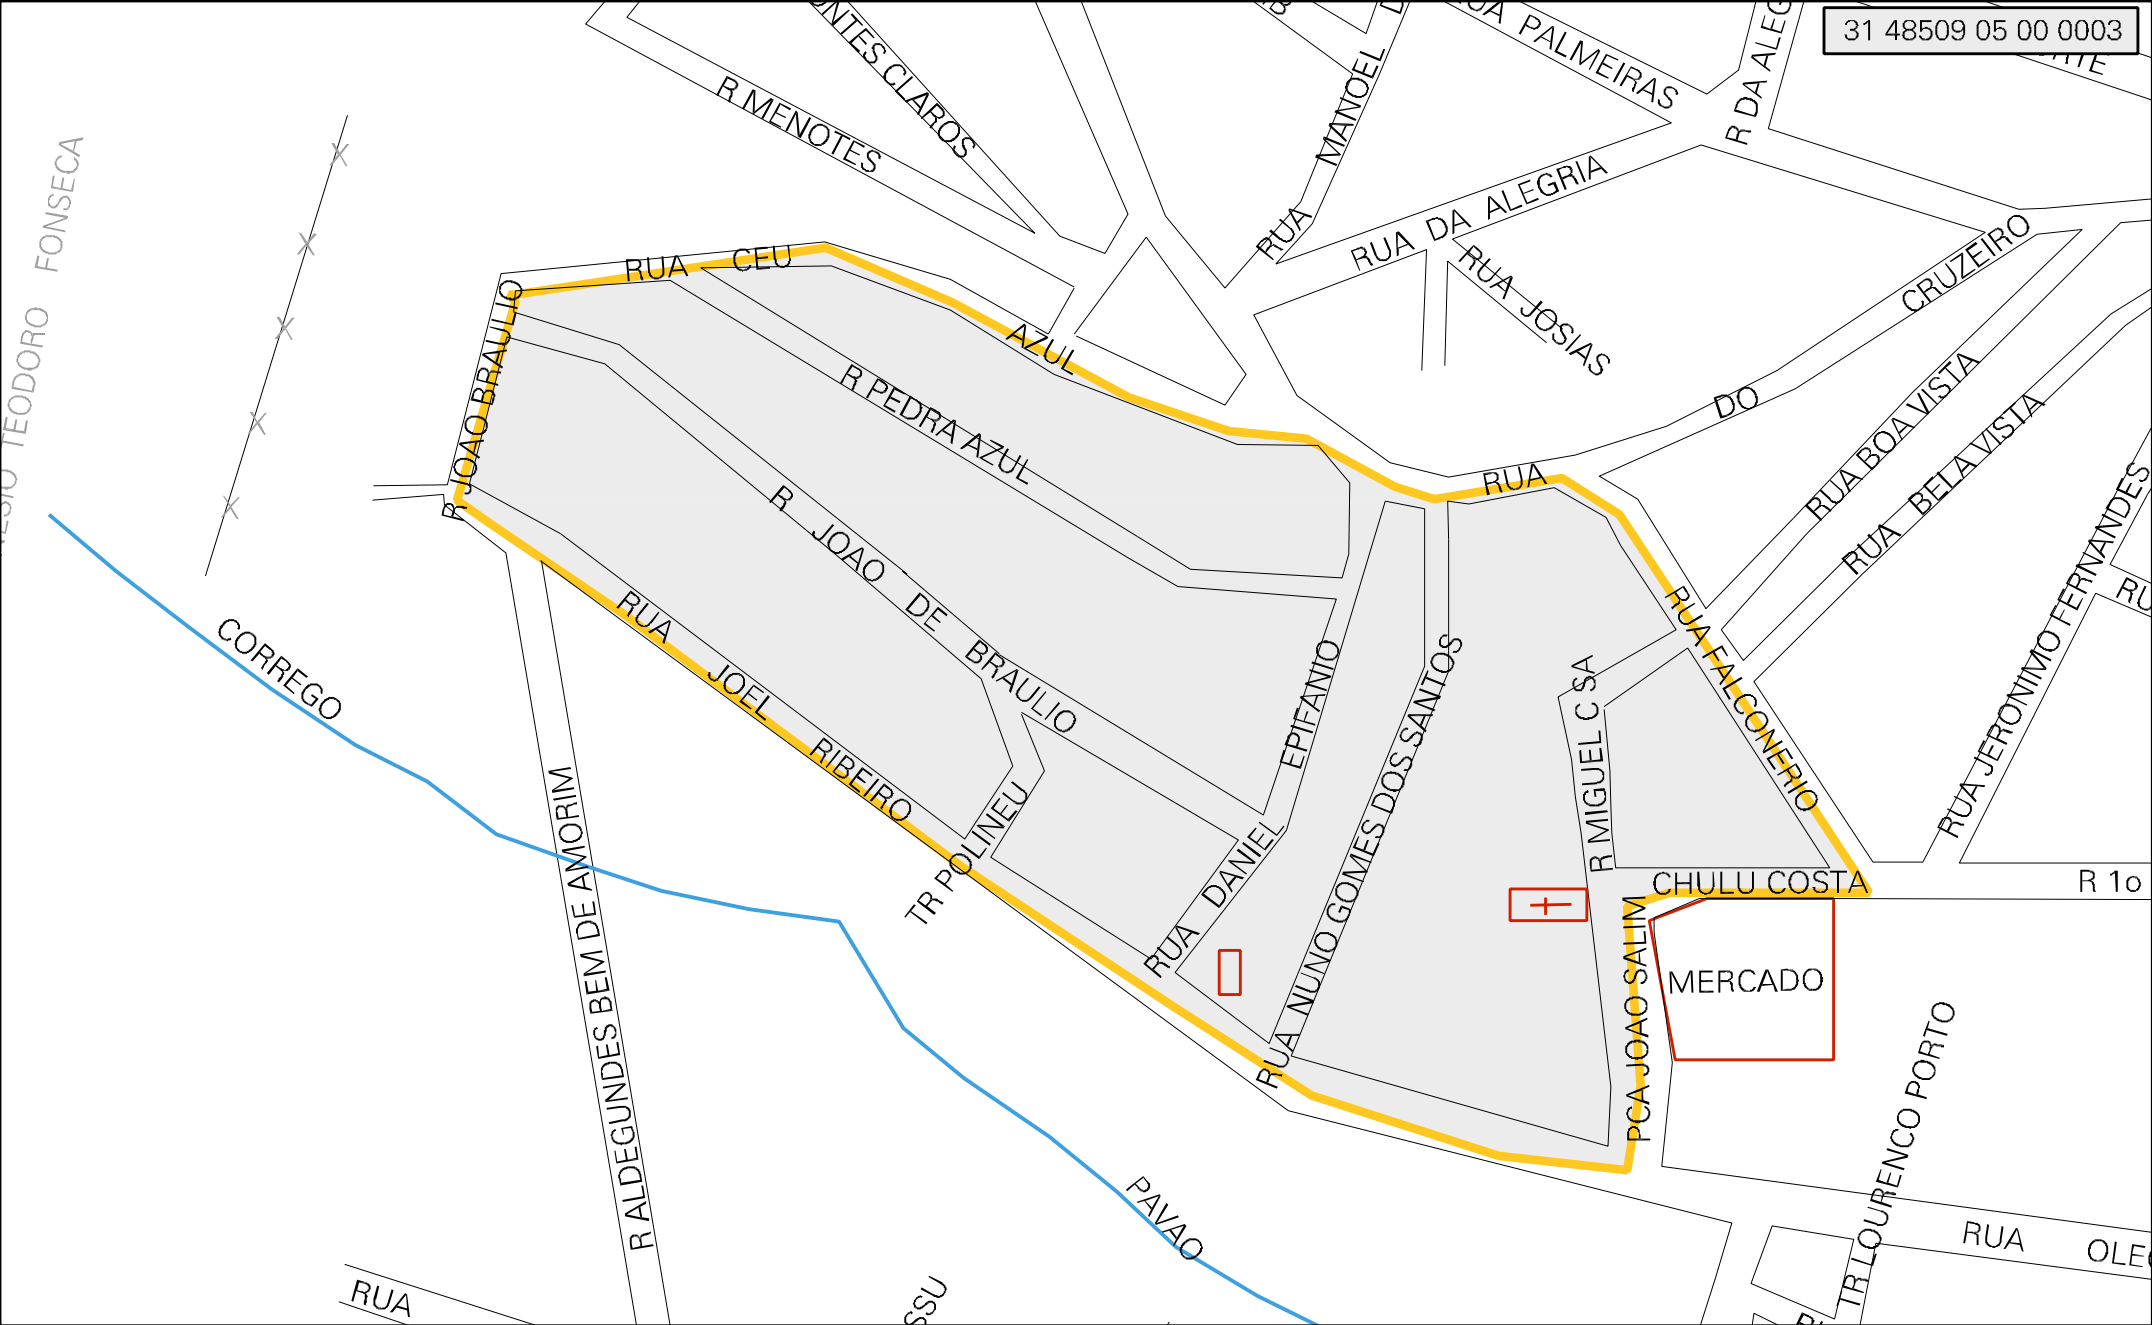 31 48509 05 00 0003
R MENOTES
CLAROS
RUA MANOEL
PALMEIRAS
RUA DA ALEGRIA
RUA JOSIAS
RUA DO CRUZEIRO
RUA BOA VISTA
RUA BELA VISTA
RUA JERONIMO FERNANDES
TEODORO FONSECA
RUA CEU AZUL
R JOAO BRAULIO
R PEDRA AZUL
R JOAO DE BRAULIO
RUA JOEL RIBEIRO
TR POLINEU
RUA DANIEL EPIFANIO
RUA NUNO GOMES DOS SANTOS
R MIGUEL C SA
RUA FALCONERIO
CHULU COSTA
R 1o
PCA JOAO SALIM
MERCADO
TR LOURENCO PORTO
RUA
R ALDEGUNDES BEM DE AMORIM
CORREGO PAVAO
RUA